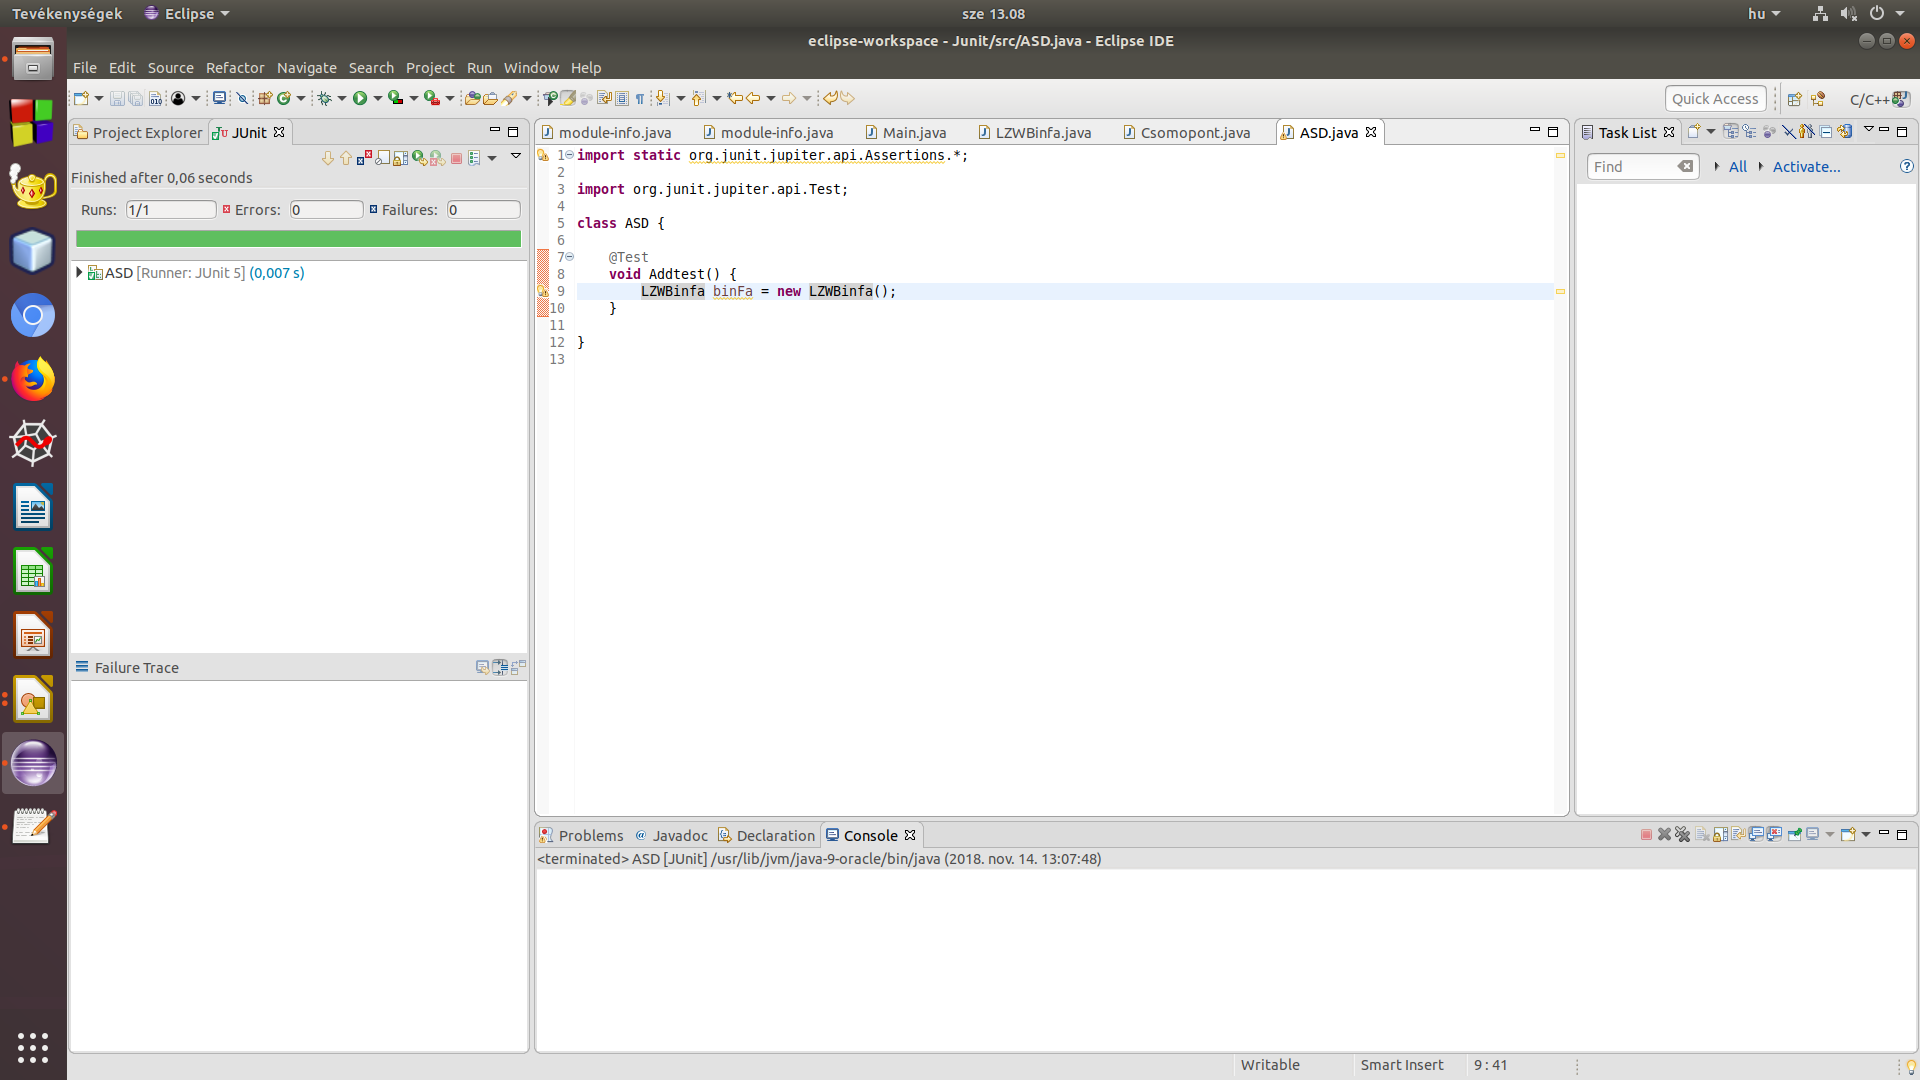 Tevékenységek Eclipse sze 13.08 hu
eclipse-workspace - Junit/src/ASD.java - Eclipse IDE
File Edit Source Refactor Navigate Search Project Run Window Help
Quick Access C/C++
Project Explorer JUnit
Finished after 0,06 seconds
Runs: 1/1 Errors: 0 Failures: 0
ASD [Runner: JUnit 5] (0,007 s)
Failure Trace
module-info.java module-info.java Main.java LZWBinfa.java Csomopont.java ASD.java
1 import static org.junit.jupiter.api.Assertions.*;
2
3 import org.junit.jupiter.api.Test;
4
5 class ASD {
6
7 @Test
8 void Addtest() {
9 LZWBinfa binFa = new LZWBinfa();
10 }
11
12 }
13
Task List
Find All Activate...
Problems Javadoc Declaration Console
<terminated> ASD [JUnit] /usr/lib/jvm/java-9-oracle/bin/java (2018. nov. 14. 13:07:48)
Writable Smart Insert 9 : 41